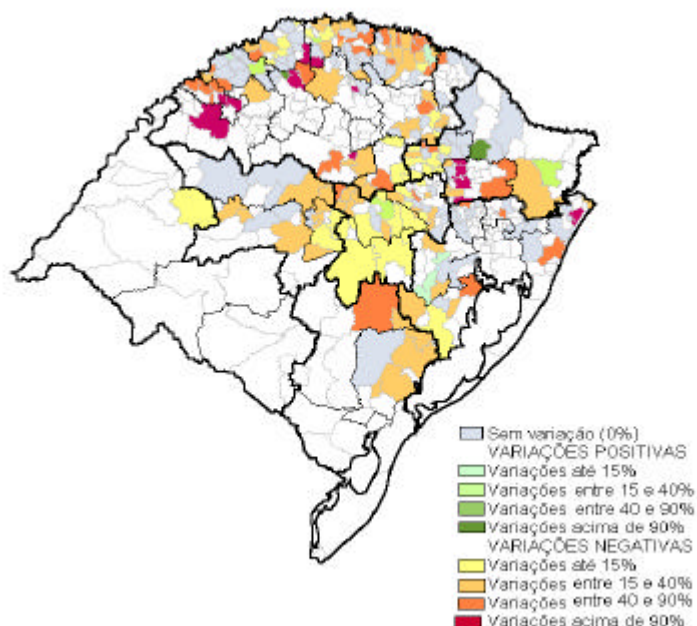 Sem variação (0%)
VARIAÇÕES POSITIVAS
Variações até 15%
Variações entre 15 e 40%
Variações entre 40 e 90%
Variações acima de 90%
VARIAÇÕES NEGATIVAS
Variações até 15%
Variações entre 15 e 40%
Variações entre 40 e 90%
Variações acima de 90%